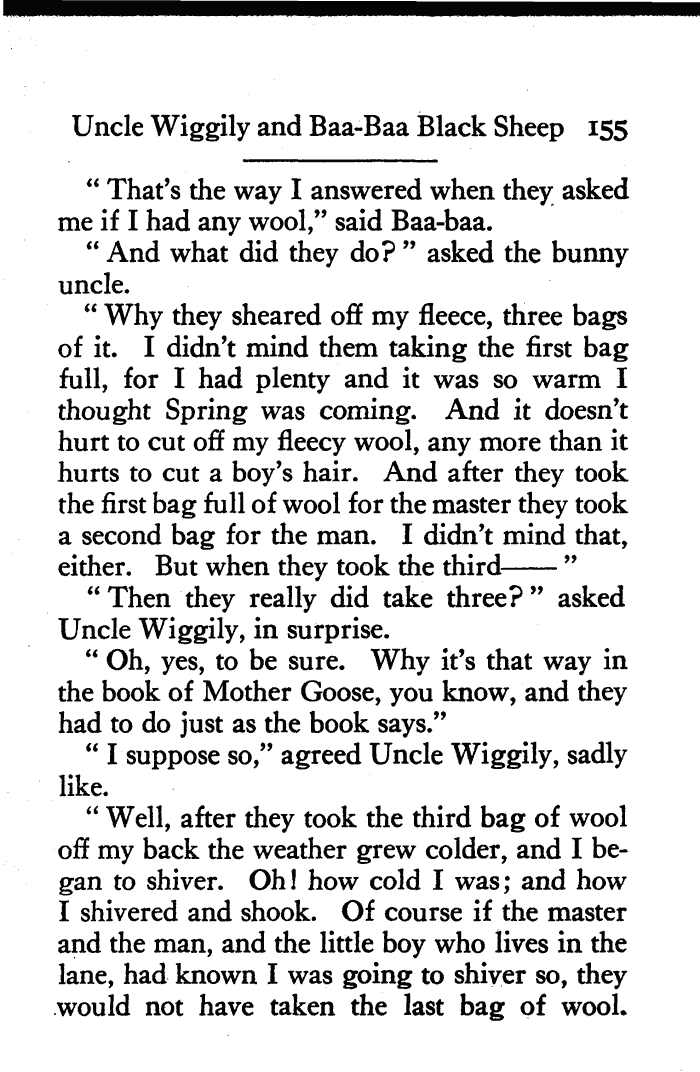 Uncle Wiggily and Baa-Baa Black Sheep 155
“ That’s the way I answered when they asked
me if I had any wool,” said Baa-baa.
“ And what did they do? ” asked the bunny
uncle.
“ Why they sheared off my fleece, three bags
of it. I didn’t mind them taking the first bag
full, for I had plenty and it was so warm I
thought Spring was coming. And it doesn’t
hurt to cut off my fleecy wool, any more than it
hurts to cut a boy’s hair. And after they took
the first bag full of wool for the master they took
a second bag for the man. I didn’t mind that,
either. But when they took the third—— ”
“ Then they really did take three? ” asked
Uncle Wiggily, in surprise.
“ Oh, yes, to be sure. Why it’s that way in
the book of Mother Goose, you know, and they
had to do just as the book says.”
“ I suppose so,” agreed Uncle Wiggily, sadly
like.
“ Well, after they took the third bag of wool
off my back the weather grew colder, and I be-
gan to shiver. Oh! how cold I was; and how
I shivered and shook. Of course if the master
and the man, and the little boy who lives in the
lane, had known I was going to shiver so, they
would not have taken the last bag of wool.